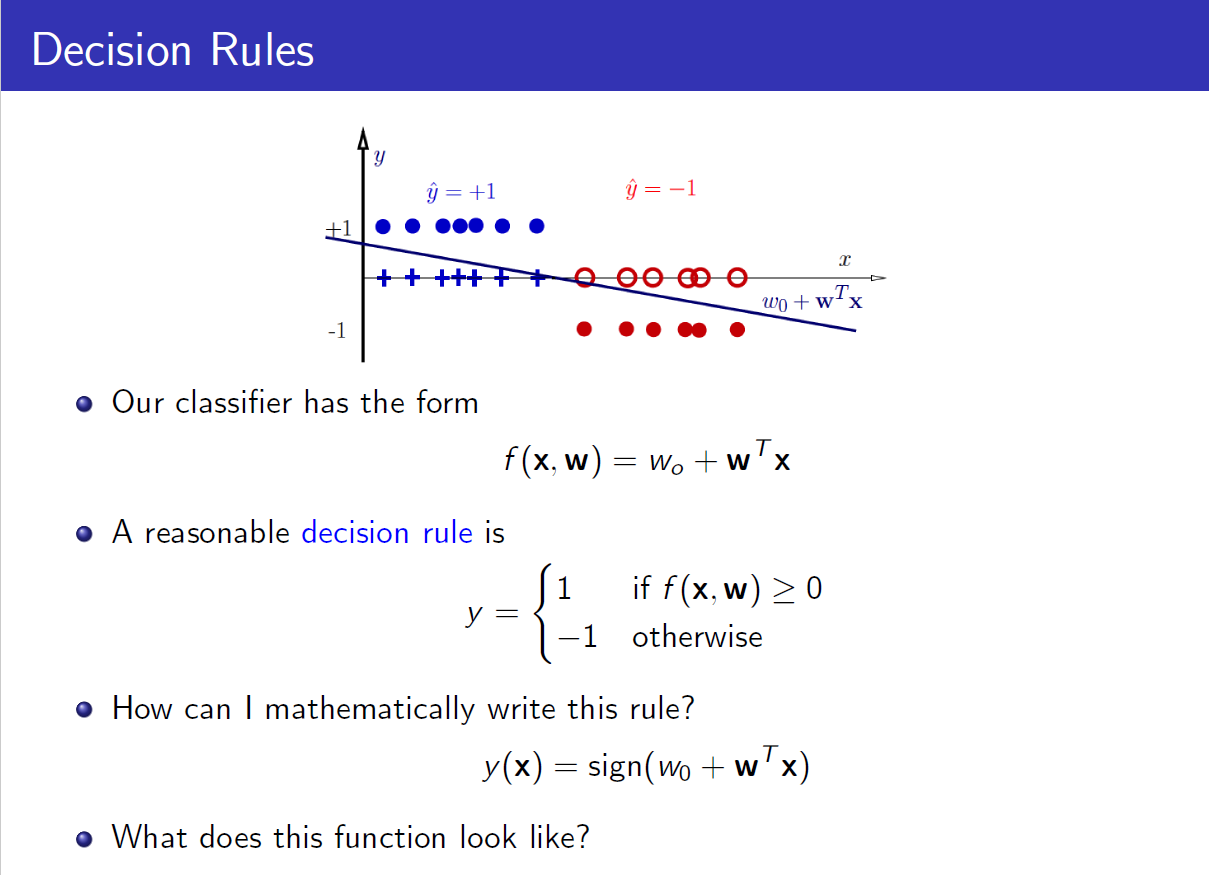 Decision Rules
y
ŷ = +1
ŷ = −1
+1
x
w₀ + 𝐰ᵀ𝐱
-1
Our classifier has the form
f(𝐱, 𝐰) = wₒ + 𝐰ᵀ𝐱
A reasonable decision rule is
y = { 1 if f(𝐱, 𝐰) ≥ 0
−1 otherwise
How can I mathematically write this rule?
y(𝐱) = sign(w₀ + 𝐰ᵀ𝐱)
What does this function look like?